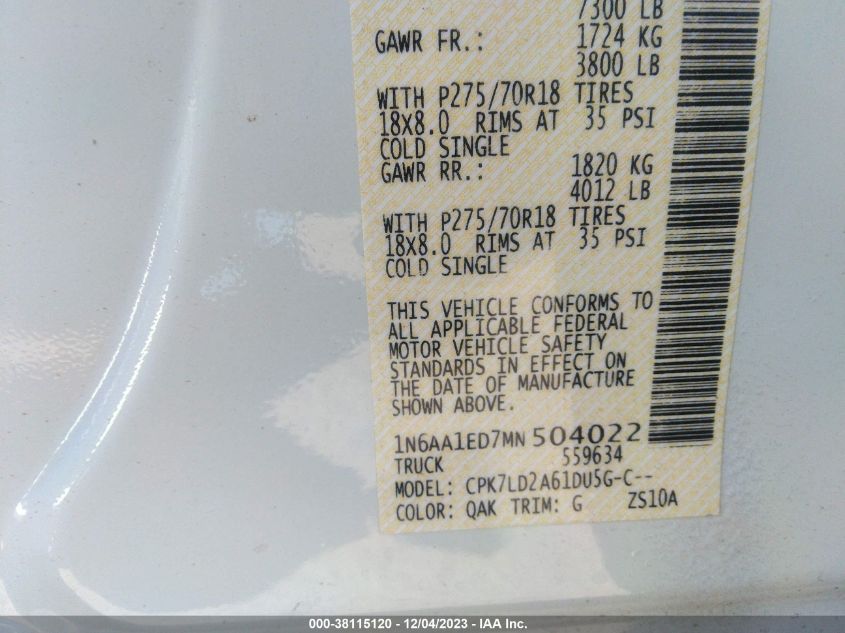 7300 LB
GAWR FR.: 1724 KG
3800 LB
WITH P275/70R18 TIRES
18X8.0 RIMS AT 35 PSI
COLD SINGLE
GAWR RR.: 1820 KG
4012 LB
WITH P275/70R18 TIRES
18X8.0 RIMS AT 35 PSI
COLD SINGLE
THIS VEHICLE CONFORMS TO
ALL APPLICABLE FEDERAL
MOTOR VEHICLE SAFETY
STANDARDS IN EFFECT ON
THE DATE OF MANUFACTURE
SHOWN ABOVE.
1N6AA1ED7MN 504022
TRUCK 559634
MODEL: CPK7LD2A61DU5G-C--
COLOR: QAK TRIM: G ZS10A
000-38115120 - 12/04/2023 - IAA Inc.